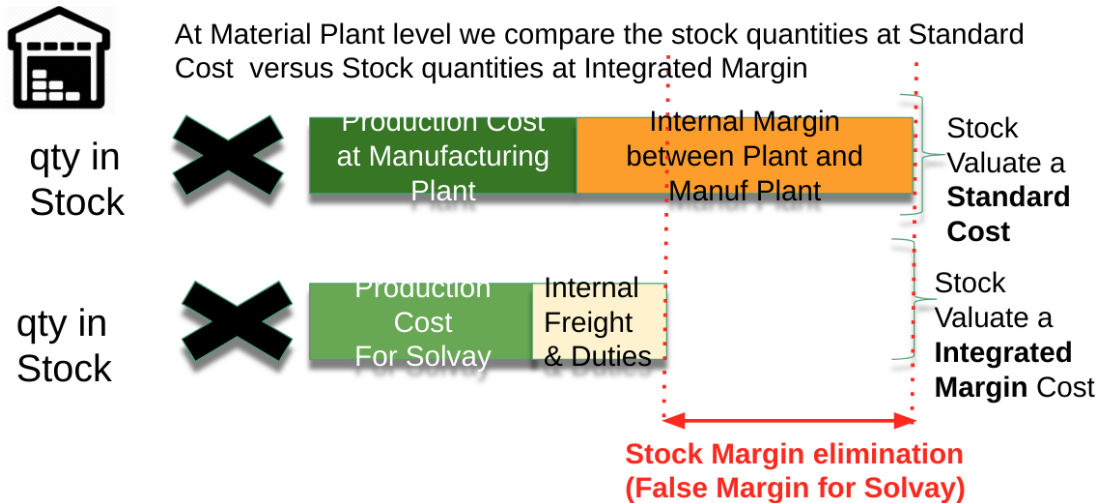 At Material Plant level we compare the stock quantities at Standard
Cost versus Stock quantities at Integrated Margin
qty in
Stock
Production Cost
at Manufacturing
Plant
Internal Margin
between Plant and
Manuf Plant
Stock
Valuate a
Standard
Cost
qty in
Stock
Production
Cost
For Solvay
Internal
Freight
& Duties
Stock
Valuate a
Integrated
Margin Cost
Stock Margin elimination
(False Margin for Solvay)